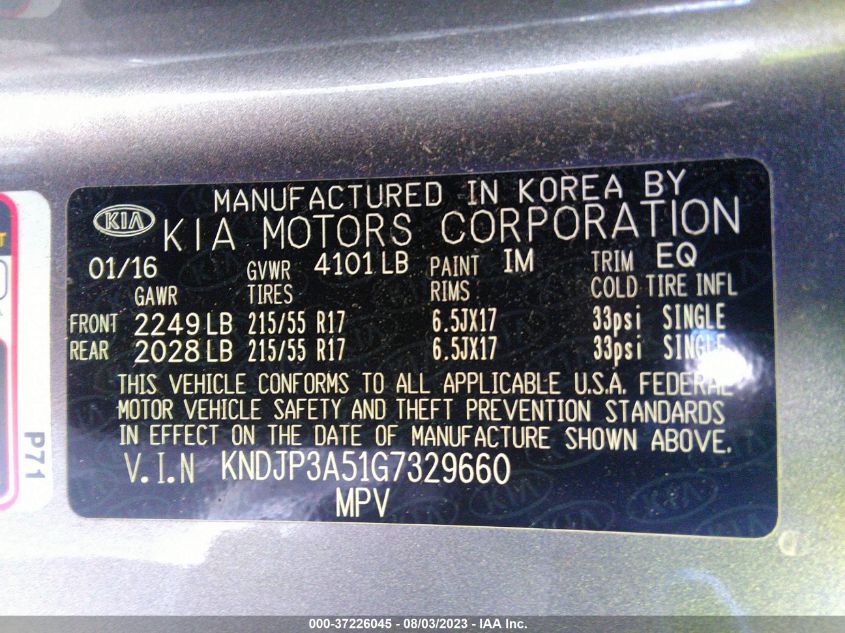 MANUFACTURED IN KOREA BY
KIA KIA MOTORS CORPORATION
01/16 GVWR 4101 LB PAINT IM TRIM EQ
GAWR TIRES RIMS COLD TIRE INFL
FRONT 2249 LB 215/55 R17 6.5JX17 33psi SINGLE
REAR 2028 LB 215/55 R17 6.5JX17 33psi SINGLE
THIS VEHICLE CONFORMS TO ALL APPLICABLE U.S.A. FEDERAL
MOTOR VEHICLE SAFETY AND THEFT PREVENTION STANDARDS
IN EFFECT ON THE DATE OF MANUFACTURE SHOWN ABOVE.
V.I.N KNDJP3A51G7329660
MPV
P71
000-37226045 - 08/03/2023 - IAA Inc.